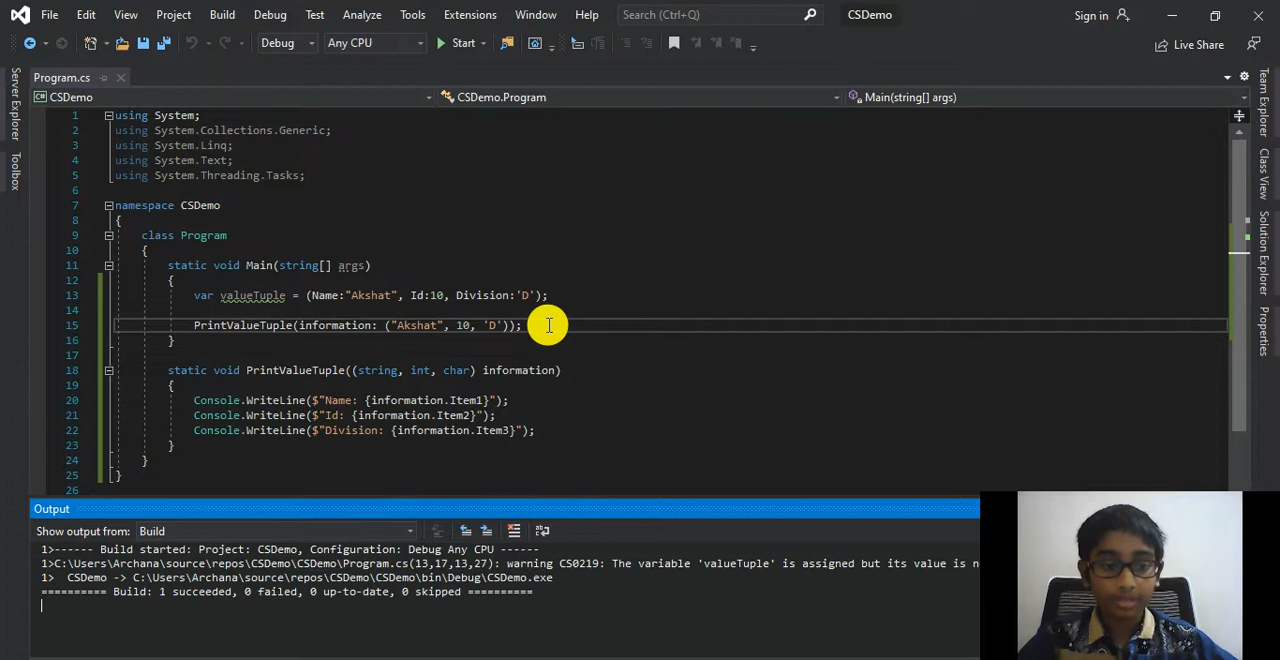 File Edit View Project Build Debug Test Analyze Tools Extensions Window Help Search (Ctrl+Q) CSDemo Sign in
Debug Any CPU Start Live Share
Program.cs
CSDemo CSDemo.Program Main(string[] args)
Server Explorer
Toolbox
1 using System;
2 using System.Collections.Generic;
3 using System.Linq;
4 using System.Text;
5 using System.Threading.Tasks;
6
7 namespace CSDemo
8 {
9 class Program
10 {
11 static void Main(string[] args)
12 {
13 var valueTuple = (Name:"Akshat", Id:10, Division:'D');
14
15 PrintValueTuple(information: ("Akshat", 10, 'D'));
16 }
17
18 static void PrintValueTuple((string, int, char) information)
19 {
20 Console.WriteLine($"Name: {information.Item1}");
21 Console.WriteLine($"Id: {information.Item2}");
22 Console.WriteLine($"Division: {information.Item3}");
23 }
24 }
25 }
26
Team Explorer
Class View
Solution Explorer
Properties
Output
Show output from: Build
1>------ Build started: Project: CSDemo, Configuration: Debug Any CPU ------
1>C:\Users\Archana\source\repos\CSDemo\CSDemo\Program.cs(13,17,13,27): warning CS0219: The variable 'valueTuple' is assigned but its value is n
1> CSDemo -> C:\Users\Archana\source\repos\CSDemo\CSDemo\bin\Debug\CSDemo.exe
========== Build: 1 succeeded, 0 failed, 0 up-to-date, 0 skipped ==========